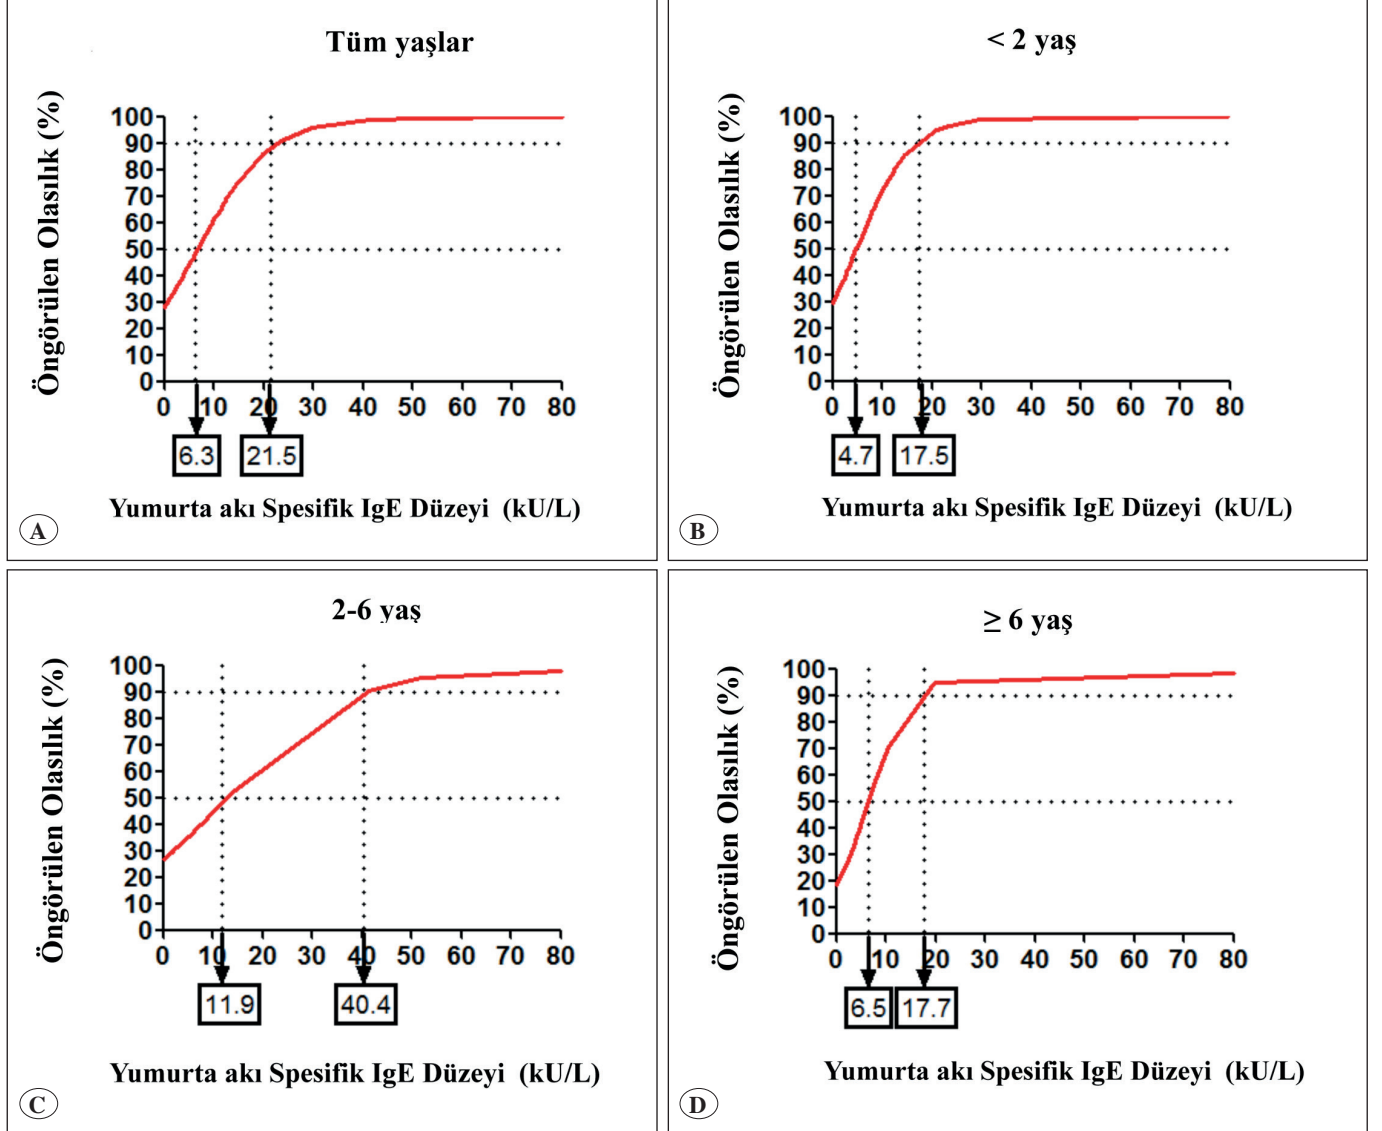 Tüm yaşlar
Öngörülen Olasılık (%)
100
90
80
70
60
50
40
30
20
10
0
0 10 20 30 40 50 60 70 80
6.3 21.5
Yumurta akı Spesifik IgE Düzeyi (kU/L)
A
< 2 yaş
Öngörülen Olasılık (%)
100
90
80
70
60
50
40
30
20
10
0
0 10 20 30 40 50 60 70 80
4.7 17.5
Yumurta akı Spesifik IgE Düzeyi (kU/L)
B
2-6 yaş
Öngörülen Olasılık (%)
100
90
80
70
60
50
40
30
20
10
0
0 10 20 30 40 50 60 70 80
11.9 40.4
Yumurta akı Spesifik IgE Düzeyi (kU/L)
C
≥ 6 yaş
Öngörülen Olasılık (%)
100
90
80
70
60
50
40
30
20
10
0
0 10 20 30 40 50 60 70 80
6.5 17.7
Yumurta akı Spesifik IgE Düzeyi (kU/L)
D